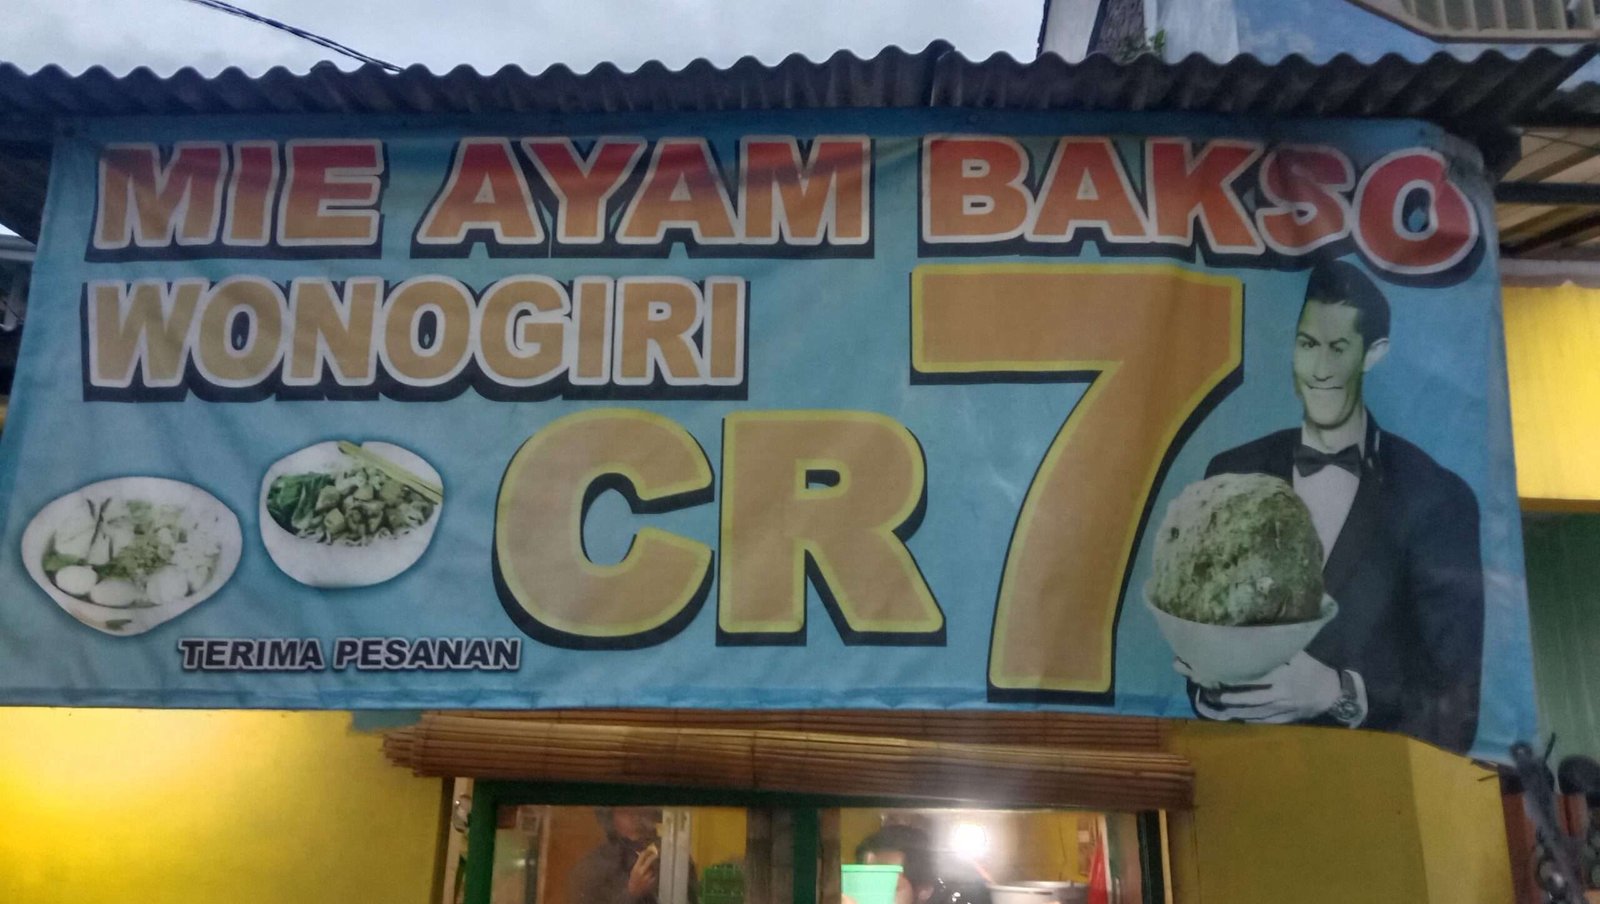 MIE AYAM BAKSO
WONOGIRI
CR7
TERIMA PESANAN